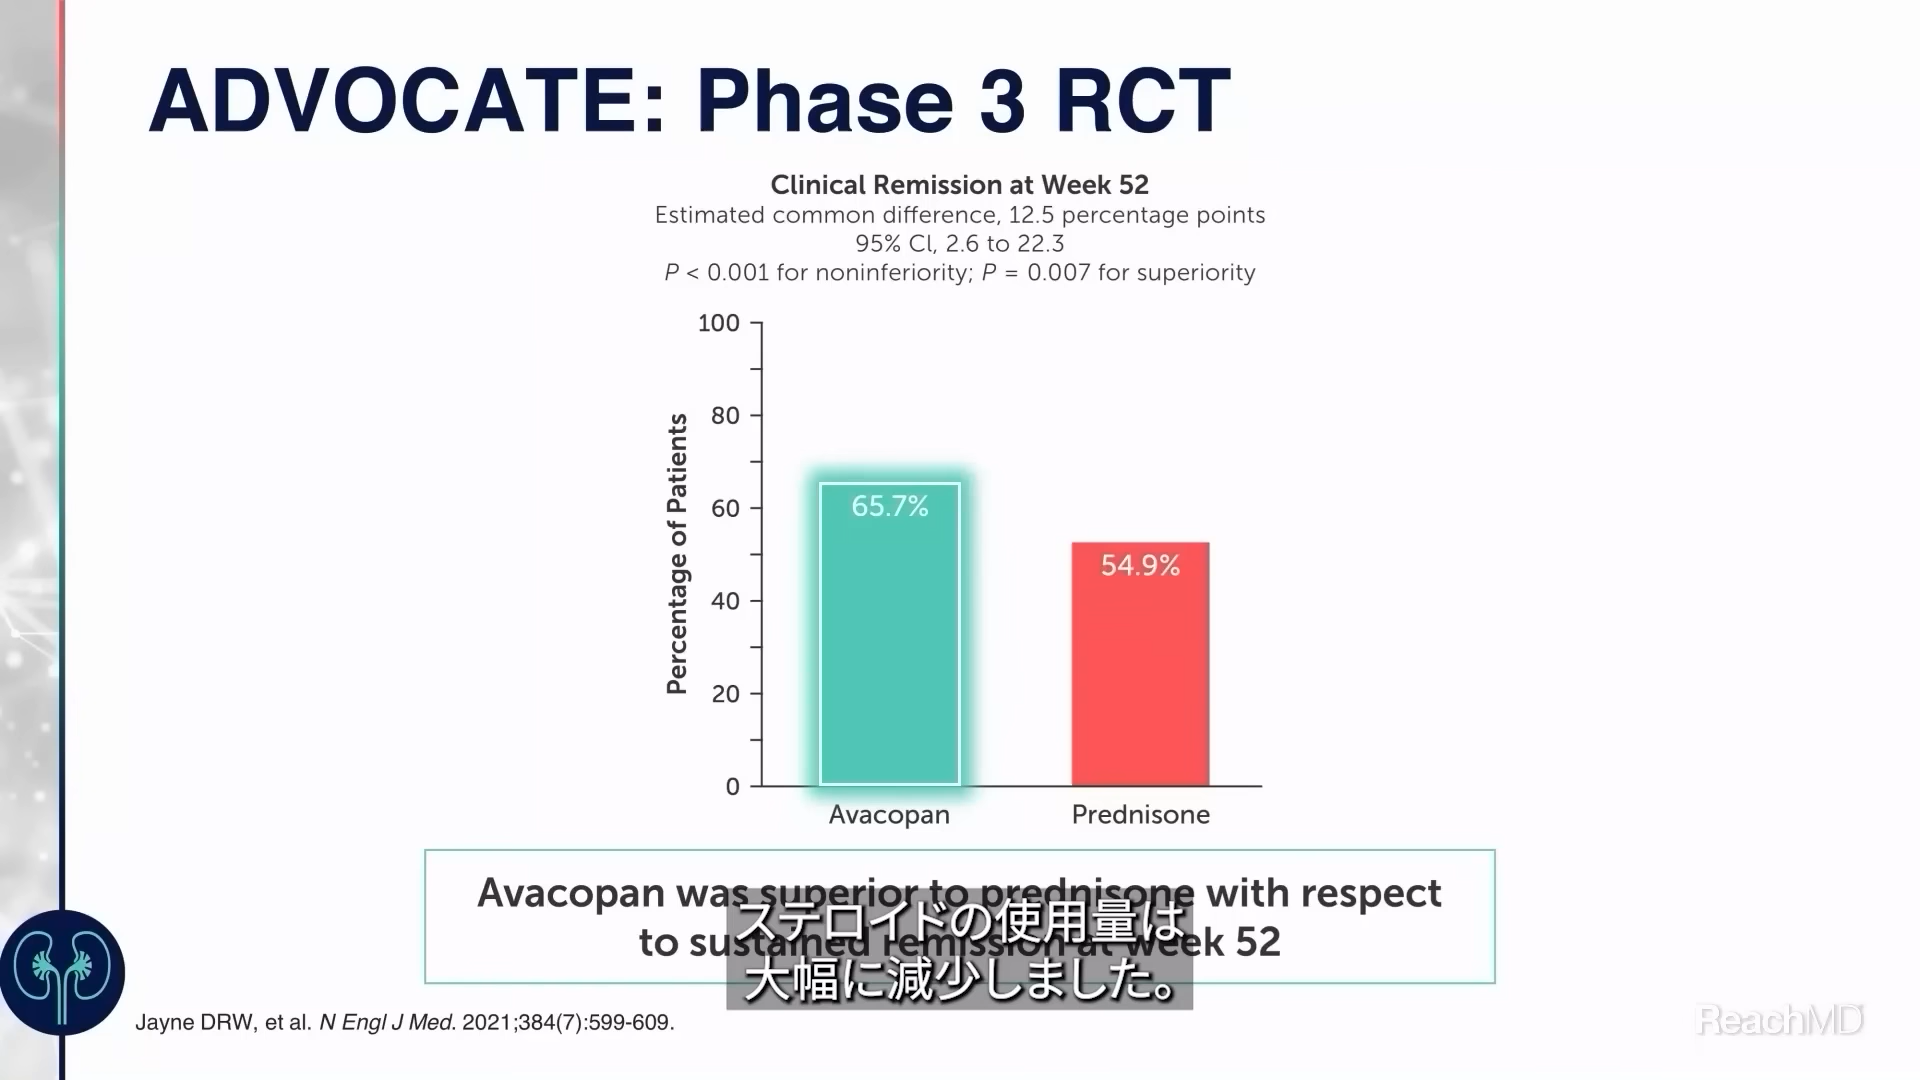 ADVOCATE: Phase 3 RCT
Clinical Remission at Week 52
Estimated common difference, 12.5 percentage points
95% Cl, 2.6 to 22.3
P < 0.001 for noninferiority; P = 0.007 for superiority
Percentage of Patients
100
80
60
40
20
0
65.7%
54.9%
Avacopan
Prednisone
Avacopan was superior to prednisone with respect
to sustained remission at week 52
ステロイドの使用量は
大幅に減少しました。
Jayne DRW, et al. N Engl J Med. 2021;384(7):599-609.
ReachMD